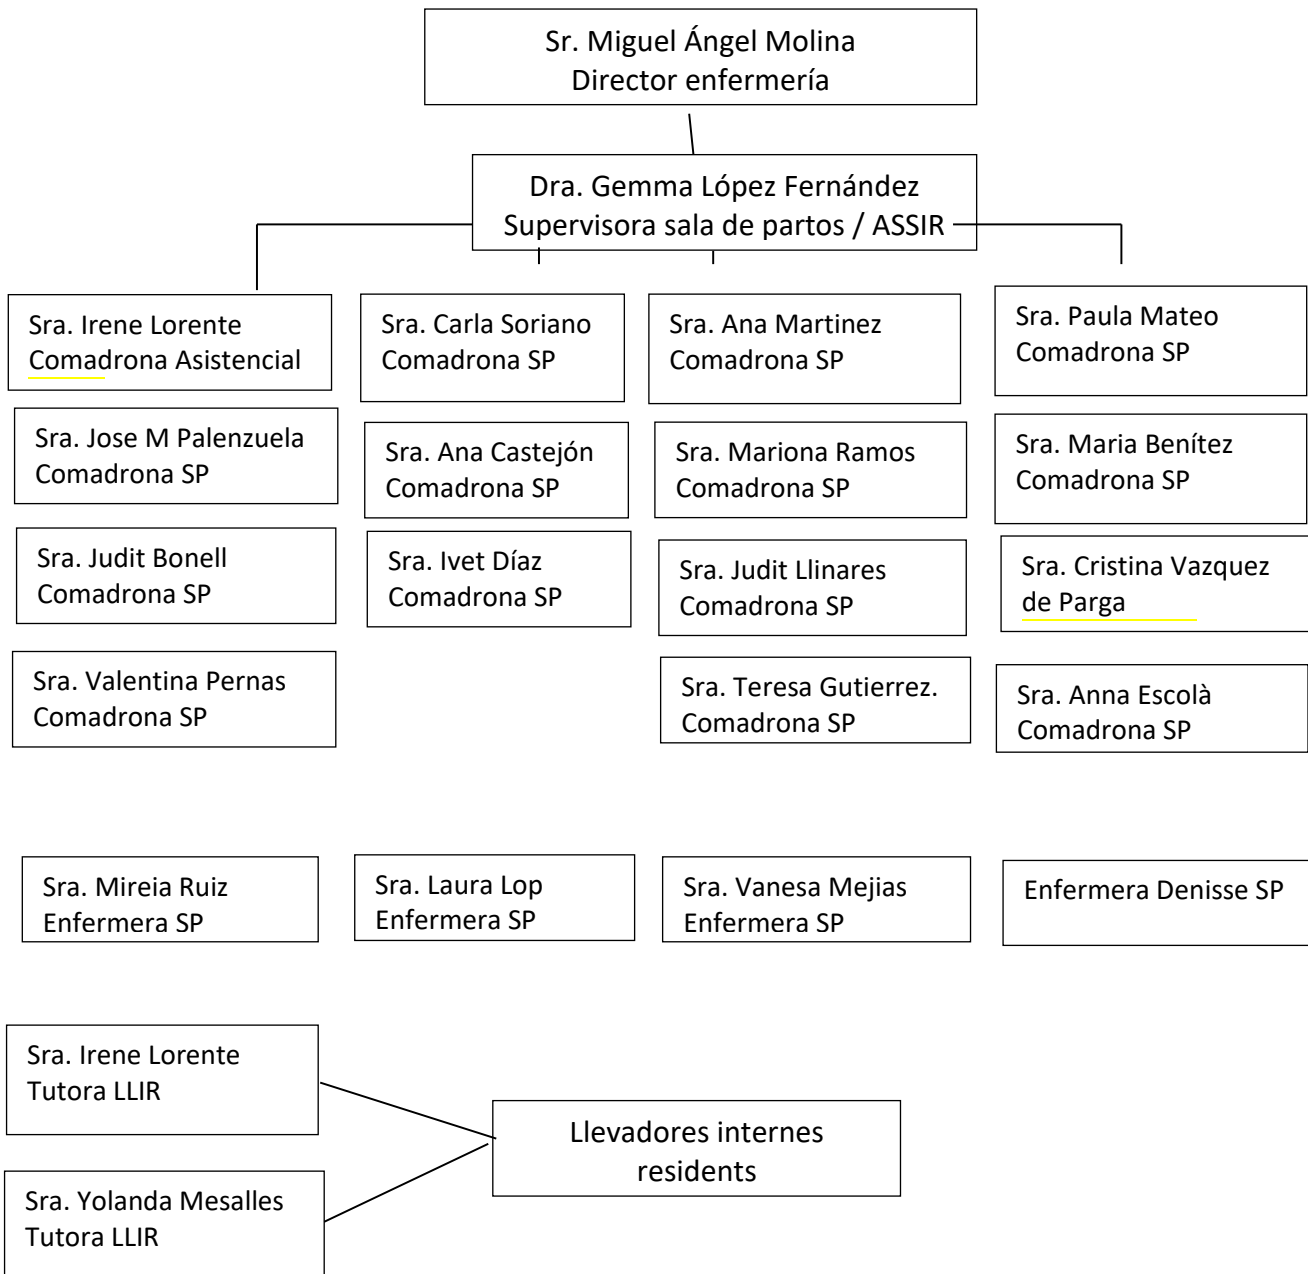 Sr. Miguel Ángel Molina
Director enfermería
Dra. Gemma López Fernández
Supervisora sala de partos / ASSIR
Sra. Irene Lorente
Comadrona Asistencial
Sra. Carla Soriano
Comadrona SP
Sra. Ana Martinez
Comadrona SP
Sra. Paula Mateo
Comadrona SP
Sra. Jose M Palenzuela
Comadrona SP
Sra. Ana Castejón
Comadrona SP
Sra. Mariona Ramos
Comadrona SP
Sra. Maria Benítez
Comadrona SP
Sra. Judit Bonell
Comadrona SP
Sra. Ivet Díaz
Comadrona SP
Sra. Judit Llinares
Comadrona SP
Sra. Cristina Vazquez
de Parga
Sra. Valentina Pernas
Comadrona SP
Sra. Teresa Gutierrez.
Comadrona SP
Sra. Anna Escolà
Comadrona SP
Sra. Mireia Ruiz
Enfermera SP
Sra. Laura Lop
Enfermera SP
Sra. Vanesa Mejias
Enfermera SP
Enfermera Denisse SP
Sra. Irene Lorente
Tutora LLIR
Llevadores internes
residents
Sra. Yolanda Mesalles
Tutora LLIR